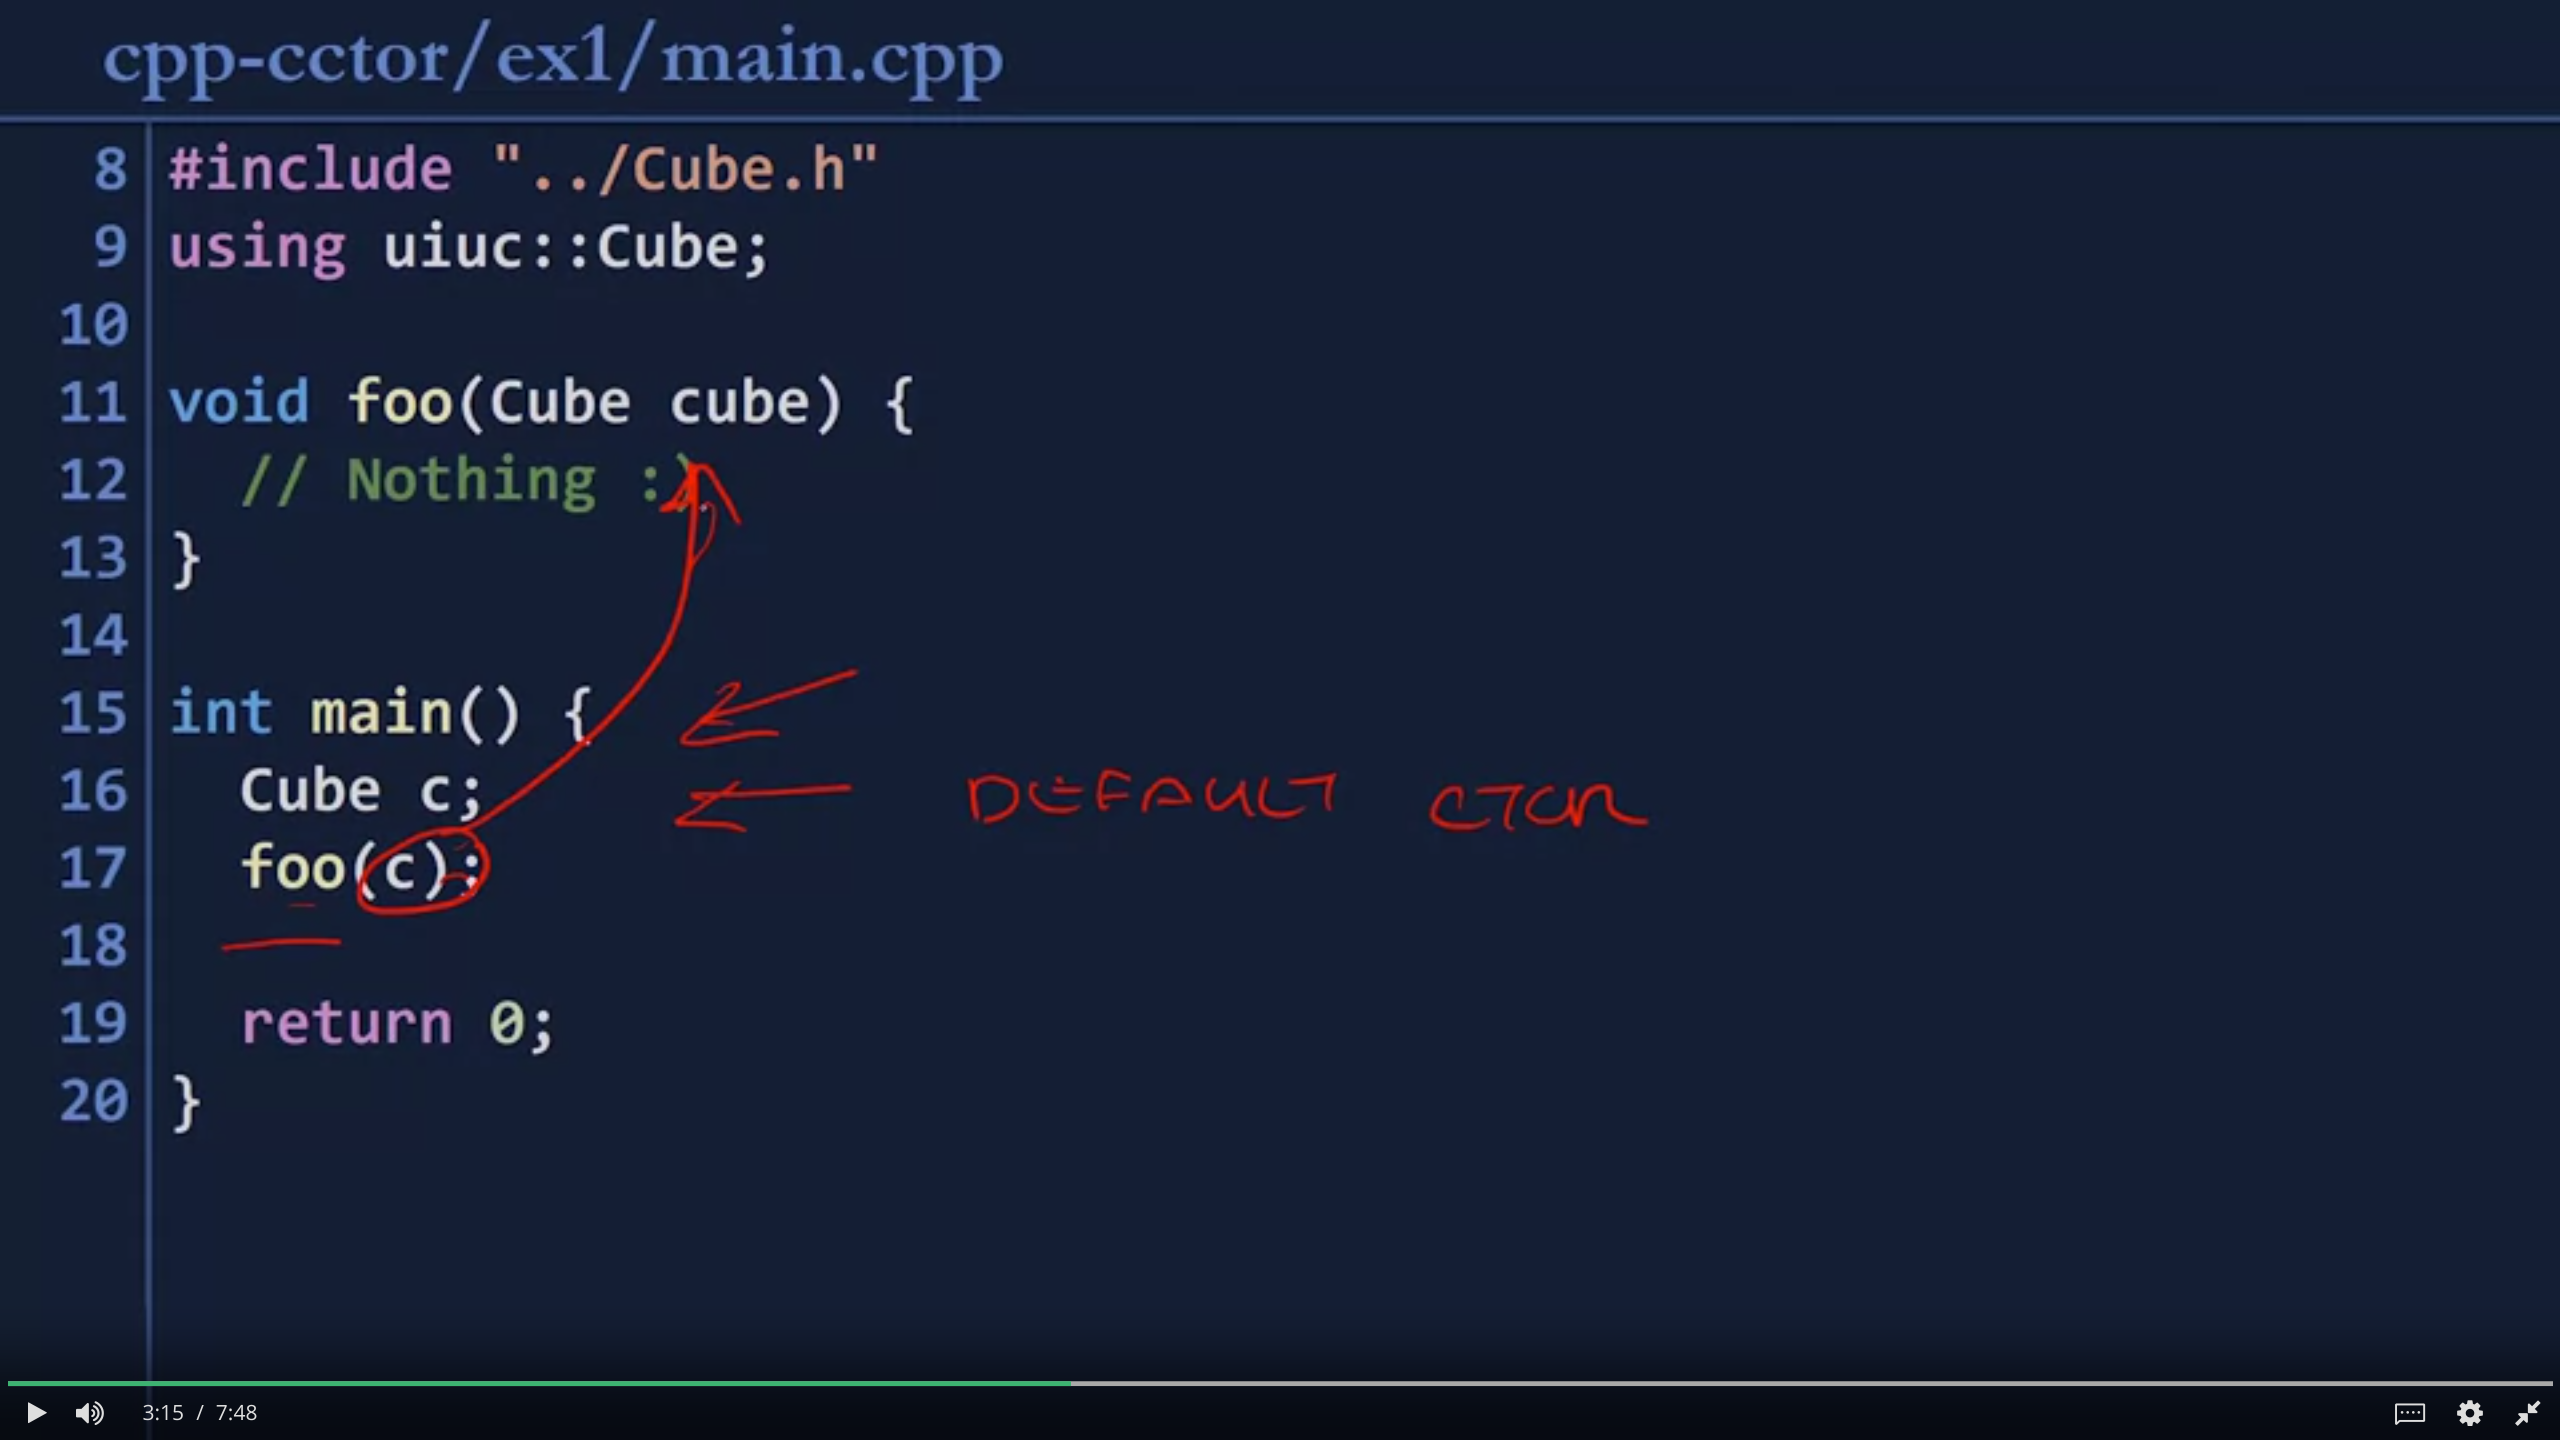 cpp-cctor/ex1/main.cpp
8 #include "../Cube.h"
9 using uiuc::Cube;
10
11 void foo(Cube cube) {
12 // Nothing :)
13 }
14
15 int main() {
16 Cube c; DEFAULT CTOR
17 foo(c);
18
19 return 0;
20 }
3:15 / 7:48